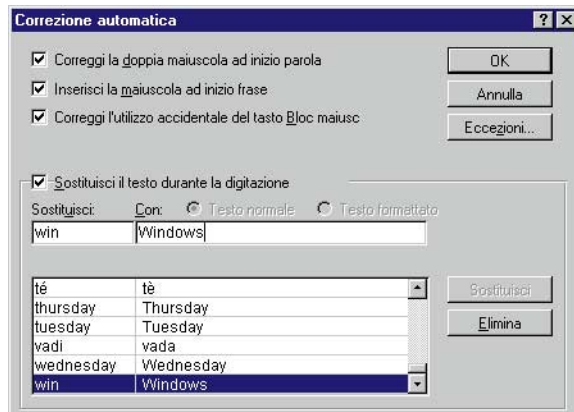 Correzione automatica
Correggi la doppia maiuscola ad inizio parola
OK
Inserisci la maiuscola ad inizio frase
Annulla
Correggi l'utilizzo accidentale del tasto Bloc maiusc
Eccezioni...
Sostituisci il testo durante la digitazione
Sostituisci: Con: Testo normale Testo formattato
win Windows
té tè
Sostituisci
thursday Thursday
tuesday Tuesday
Elimina
vadi vada
wednesday Wednesday
win Windows